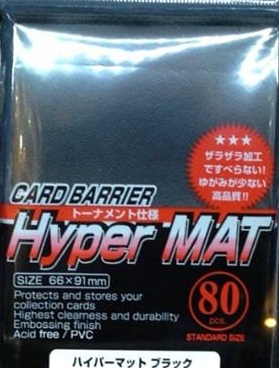 ★★★
ザラザラ加工
ですべらない!
ゆがみが少ない
高品質!!
CARD BARRIER
トーナメント仕様
Hyper MAT
SIZE 66×91mm
Protects and stores your
collection cards
Highest clearness and durability
Embossing finish
Acid free / PVC
80
pcs.
STANDARD SIZE
ハイパーマット ブラック